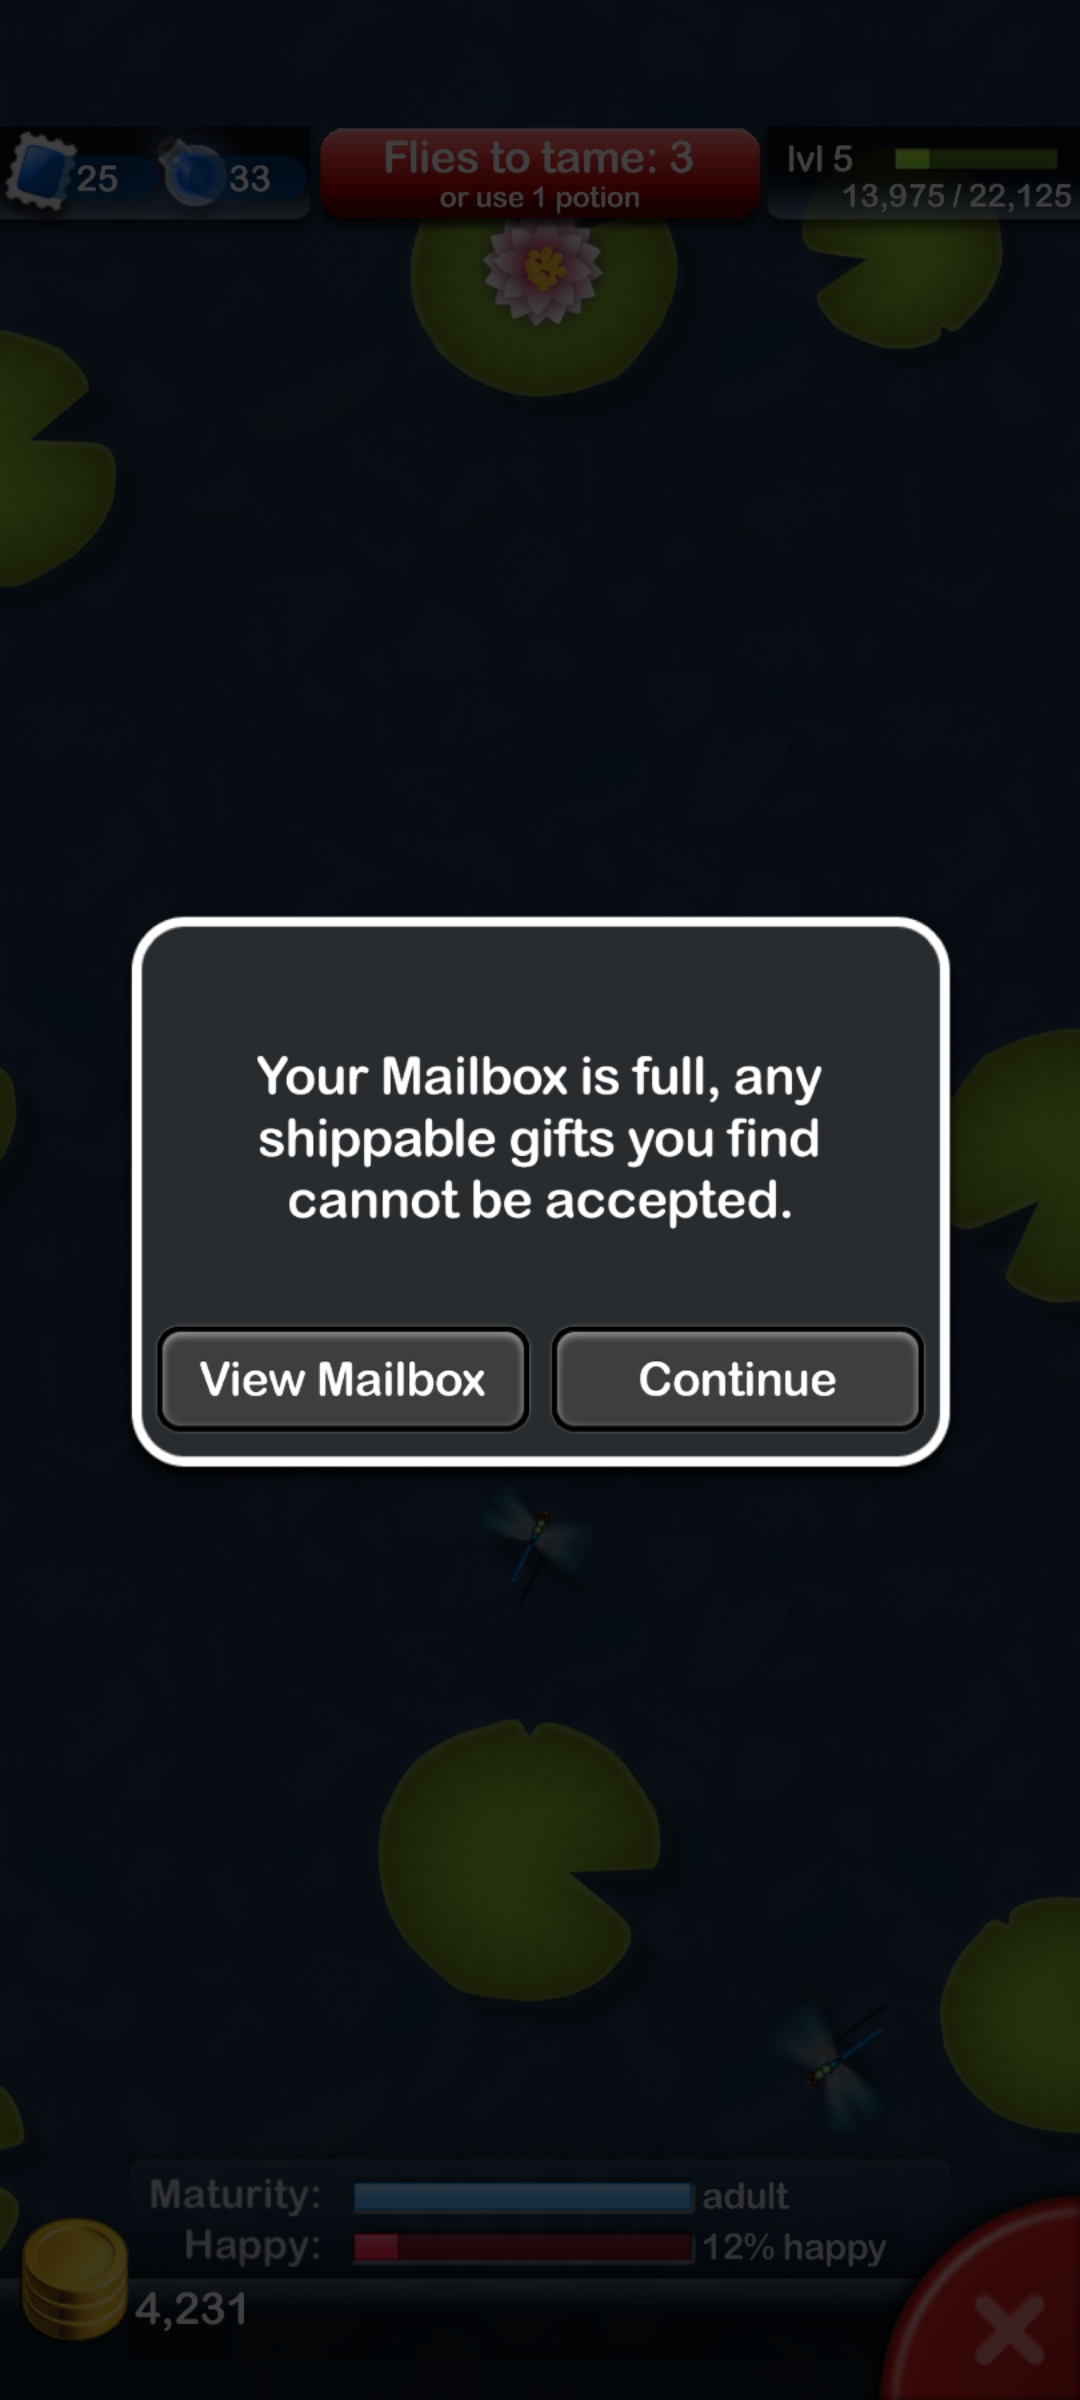 25
33
Flies to tame: 3
or use 1 potion
lvl 5
13,975 / 22,125
Your Mailbox is full, any
shippable gifts you find
cannot be accepted.
View Mailbox
Continue
Maturity:
adult
Happy:
12% happy
4,231